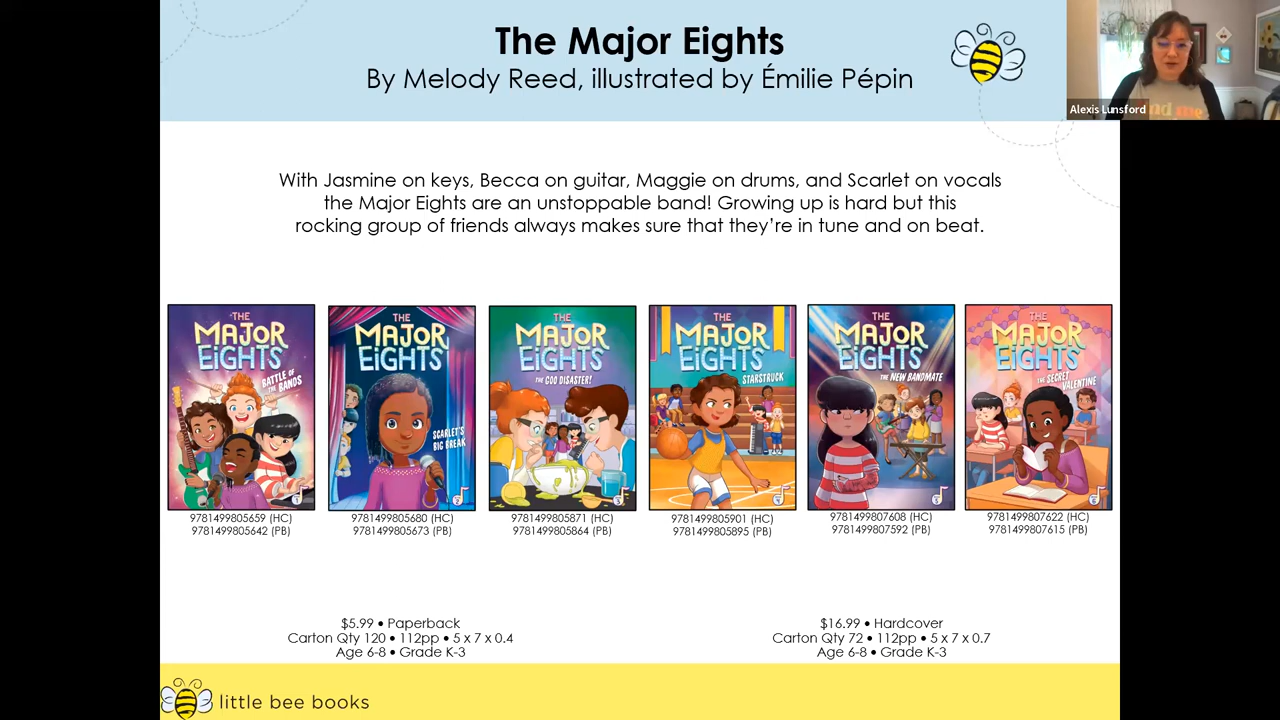 The Major Eights
By Melody Reed, illustrated by Émilie Pépin
Alexis Lunsford
With Jasmine on keys, Becca on guitar, Maggie on drums, and Scarlet on vocals
the Major Eights are an unstoppable band! Growing up is hard but this
rocking group of friends always makes sure that they're in tune and on beat.
THE
MAJOR
EIGHTS
BATTLE OF
THE BANDS
1
THE
MAJOR
EIGHTS
SCARLET'S
BIG BREAK
2
THE
MAJOR
EIGHTS
THE GOO DISASTER!
3
THE
MAJOR
EIGHTS
STARSTRUCK
4
THE
MAJOR
EIGHTS
THE NEW BANDMATE
5
THE
MAJOR
EIGHTS
THE SECRET
VALENTINE
6
9781499805659 (HC)
9781499805642 (PB)
9781499805680 (HC)
9781499805673 (PB)
9781499805871 (HC)
9781499805864 (PB)
9781499805901 (HC)
9781499805895 (PB)
9781499807608 (HC)
9781499807592 (PB)
9781499807622 (HC)
9781499807615 (PB)
$5.99 • Paperback
Carton Qty 120 • 112pp • 5 x 7 x 0.4
Age 6-8 • Grade K-3
$16.99 • Hardcover
Carton Qty 72 • 112pp • 5 x 7 x 0.7
Age 6-8 • Grade K-3
little bee books